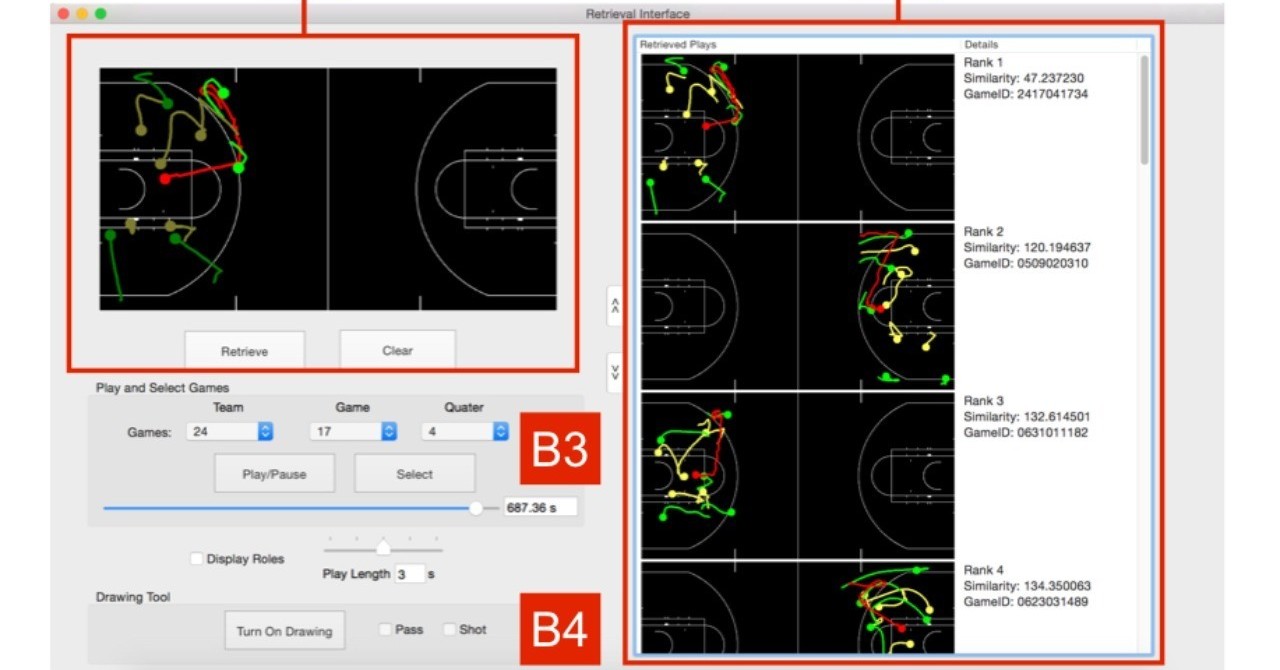 Retrieval Interface
Retrieve
Clear
Play and Select Games
Team Game Quater
Games: 24 17 4
B3
Play/Pause
Select
687.36 s
Display Roles
Play Length 3 s
Drawing Tool
Turn On Drawing
Pass
Shot
B4
Retrieved Plays Details
Rank 1
Similarity: 47.237230
GameID: 2417041734
Rank 2
Similarity: 120.194637
GameID: 0509020310
Rank 3
Similarity: 132.614501
GameID: 0631011182
Rank 4
Similarity: 134.350063
GameID: 0623031489